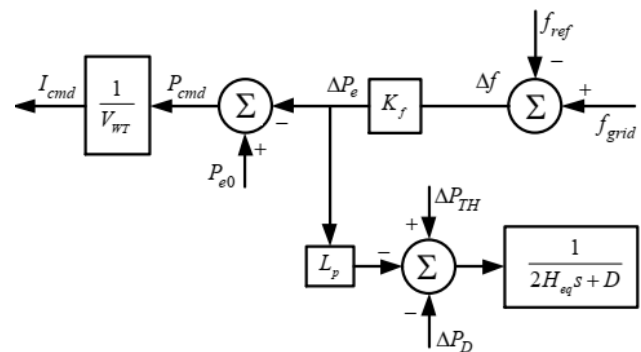 f_ref
I_cmd
1
V_WT
P_cmd
Σ
−
+
P_e0
ΔP_e
K_f
Δf
−
Σ
+
f_grid
ΔP_TH
+
L_p
−
Σ
−
ΔP_D
1
2H_eq s + D